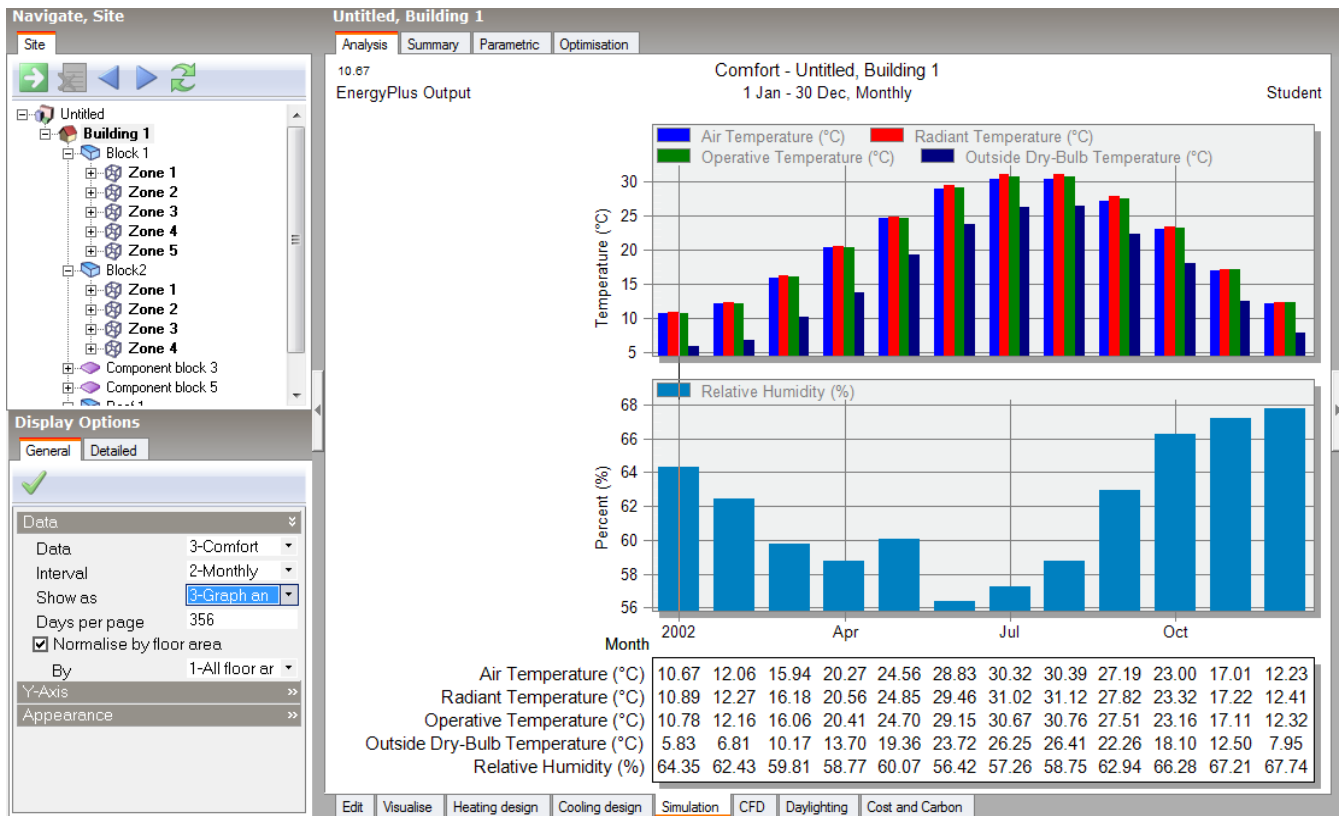 Navigate, Site
Site
Untitled
Building 1
Block 1
Zone 1
Zone 2
Zone 3
Zone 4
Zone 5
Block2
Zone 1
Zone 2
Zone 3
Zone 4
Component block 3
Component block 5
Display Options
General Detailed
Data
Data 3-Comfort
Interval 2-Monthly
Show as 3-Graph an
Days per page 356
Normalise by floor area
By 1-All floor ar
Y-Axis
Appearance
Untitled, Building 1
Analysis Summary Parametric Optimisation
10.67 Comfort - Untitled, Building 1
EnergyPlus Output 1 Jan - 30 Dec, Monthly Student
Air Temperature (°C) Radiant Temperature (°C)
Operative Temperature (°C) Outside Dry-Bulb Temperature (°C)
Temperature (°C)
30
25
20
15
10
5
Relative Humidity (%)
Percent (%)
68
66
64
62
60
58
56
Month 2002 Apr Jul Oct
Air Temperature (°C) 10.67 12.06 15.94 20.27 24.56 28.83 30.32 30.39 27.19 23.00 17.01 12.23
Radiant Temperature (°C) 10.89 12.27 16.18 20.56 24.85 29.46 31.02 31.12 27.82 23.32 17.22 12.41
Operative Temperature (°C) 10.78 12.16 16.06 20.41 24.70 29.15 30.67 30.76 27.51 23.16 17.11 12.32
Outside Dry-Bulb Temperature (°C) 5.83 6.81 10.17 13.70 19.36 23.72 26.25 26.41 22.26 18.10 12.50 7.95
Relative Humidity (%) 64.35 62.43 59.81 58.77 60.07 56.42 57.26 58.75 62.94 66.28 67.21 67.74
Edit Visualise Heating design Cooling design Simulation CFD Daylighting Cost and Carbon